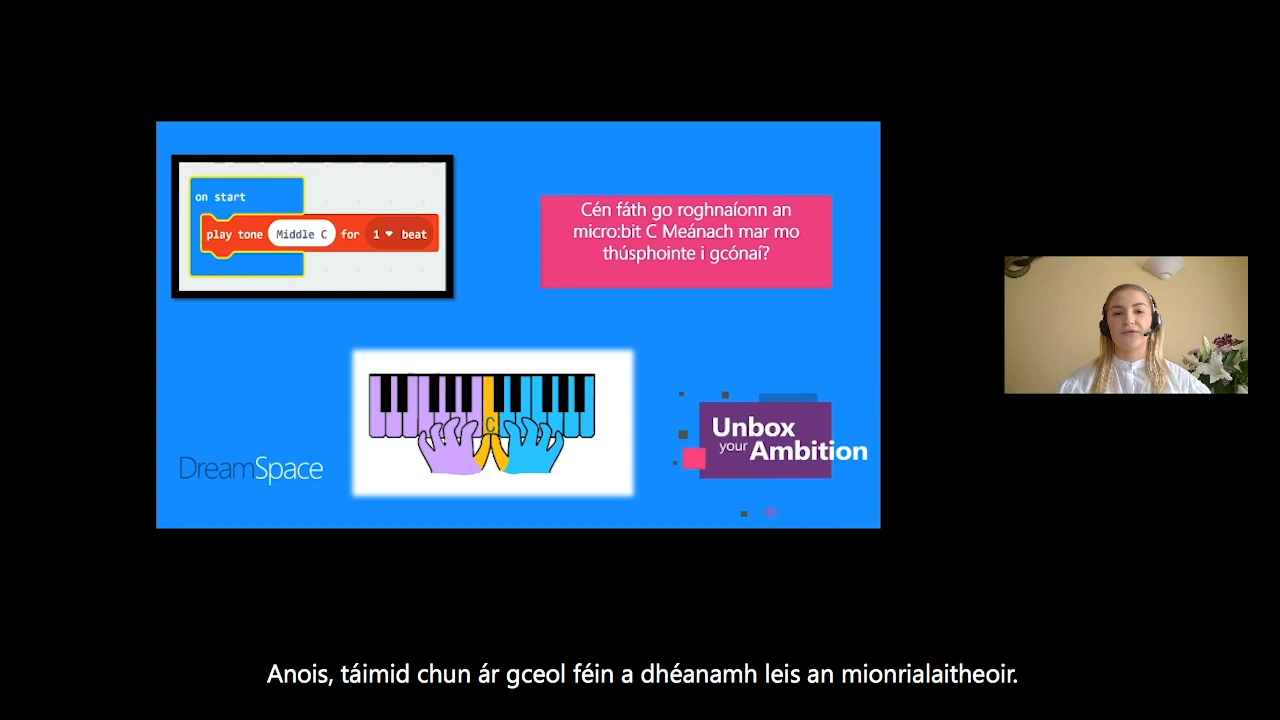 on start
play tone Middle C for 1 beat
Cén fáth go roghnaíonn an
micro:bit C Meánach mar mo
thúsphointe i gcónaí?
C
DreamSpace
Unbox
your Ambition
Anois, táimid chun ár gceol féin a dhéanamh leis an mionrialaitheoir.